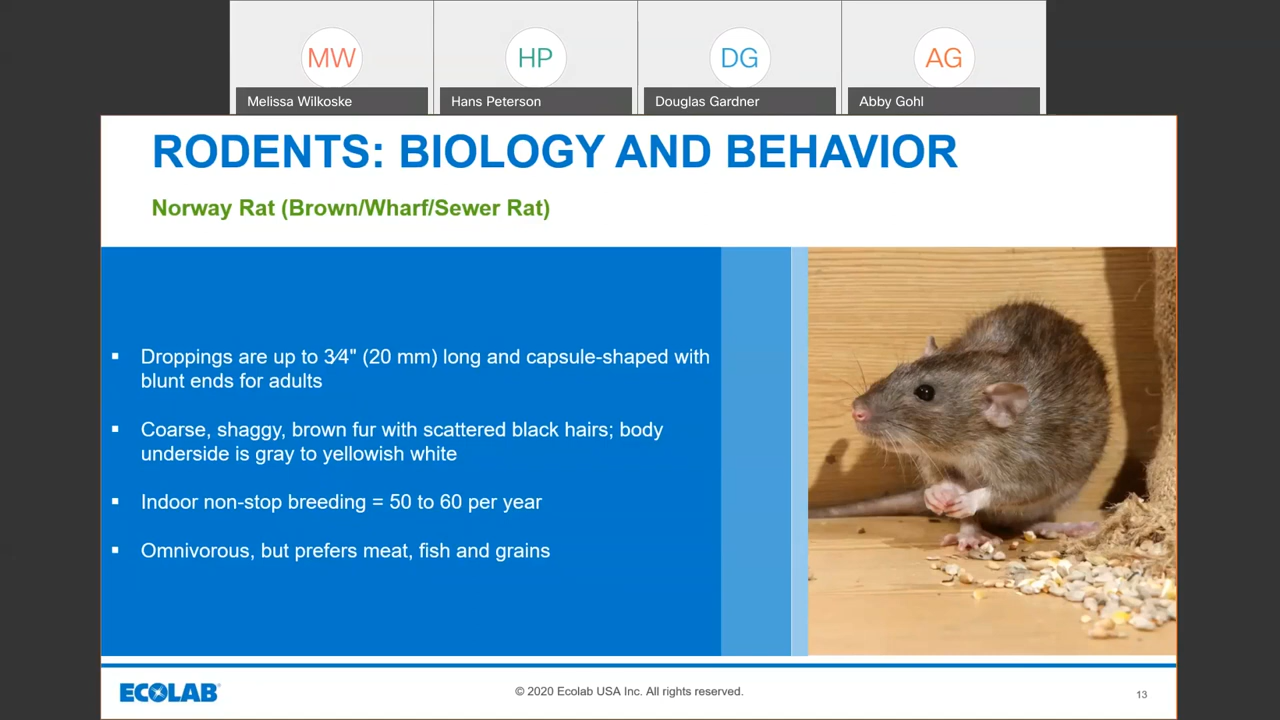 MW
HP
DG
AG
Melissa Wilkoske
Hans Peterson
Douglas Gardner
Abby Gohl
RODENTS: BIOLOGY AND BEHAVIOR
Norway Rat (Brown/Wharf/Sewer Rat)
▪ Droppings are up to 3⁄4" (20 mm) long and capsule-shaped with
blunt ends for adults
▪ Coarse, shaggy, brown fur with scattered black hairs; body
underside is gray to yellowish white
▪ Indoor non-stop breeding = 50 to 60 per year
▪ Omnivorous, but prefers meat, fish and grains
ECOLAB®
© 2020 Ecolab USA Inc. All rights reserved.
13